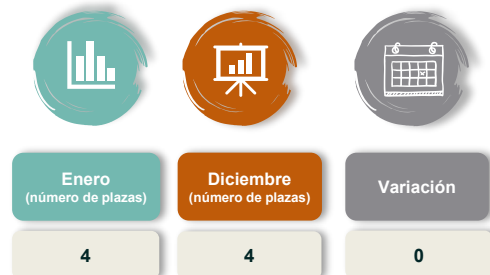 Enero
(número de plazas)
Diciembre
(número de plazas)
Variación
4
4
0